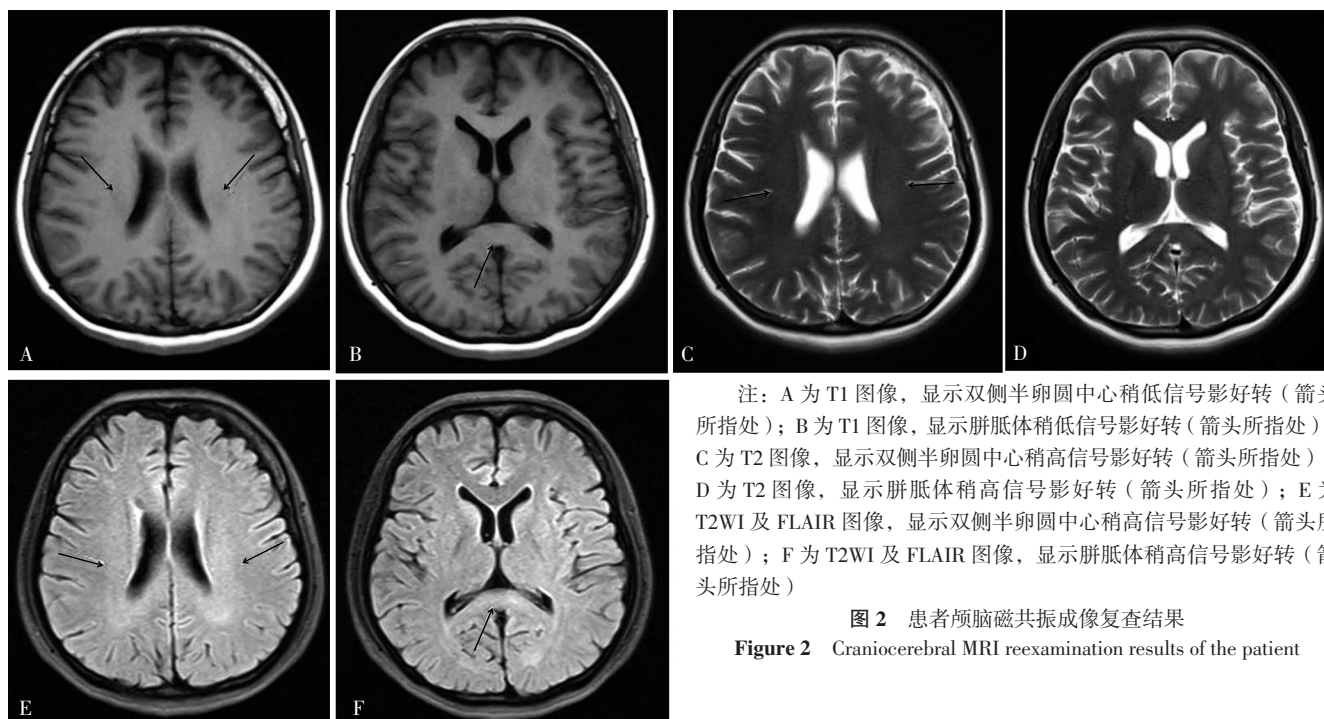 A
B
C
D
E
F
注：A 为 T1 图像，显示双侧半卵圆中心稍低信号影好转（箭头
所指处）；B 为 T1 图像，显示胼胝体稍低信号影好转（箭头所指处）
C 为 T2 图像，显示双侧半卵圆中心稍高信号影好转（箭头所指处）
D 为 T2 图像，显示胼胝体稍高信号影好转（箭头所指处）；E 为
T2WI 及 FLAIR 图像，显示双侧半卵圆中心稍高信号影好转（箭头所
指处）；F 为 T2WI 及 FLAIR 图像，显示胼胝体稍高信号影好转（箭
头所指处）
图 2 患者颅脑磁共振成像复查结果
Figure 2 Craniocerebral MRI reexamination results of the patient